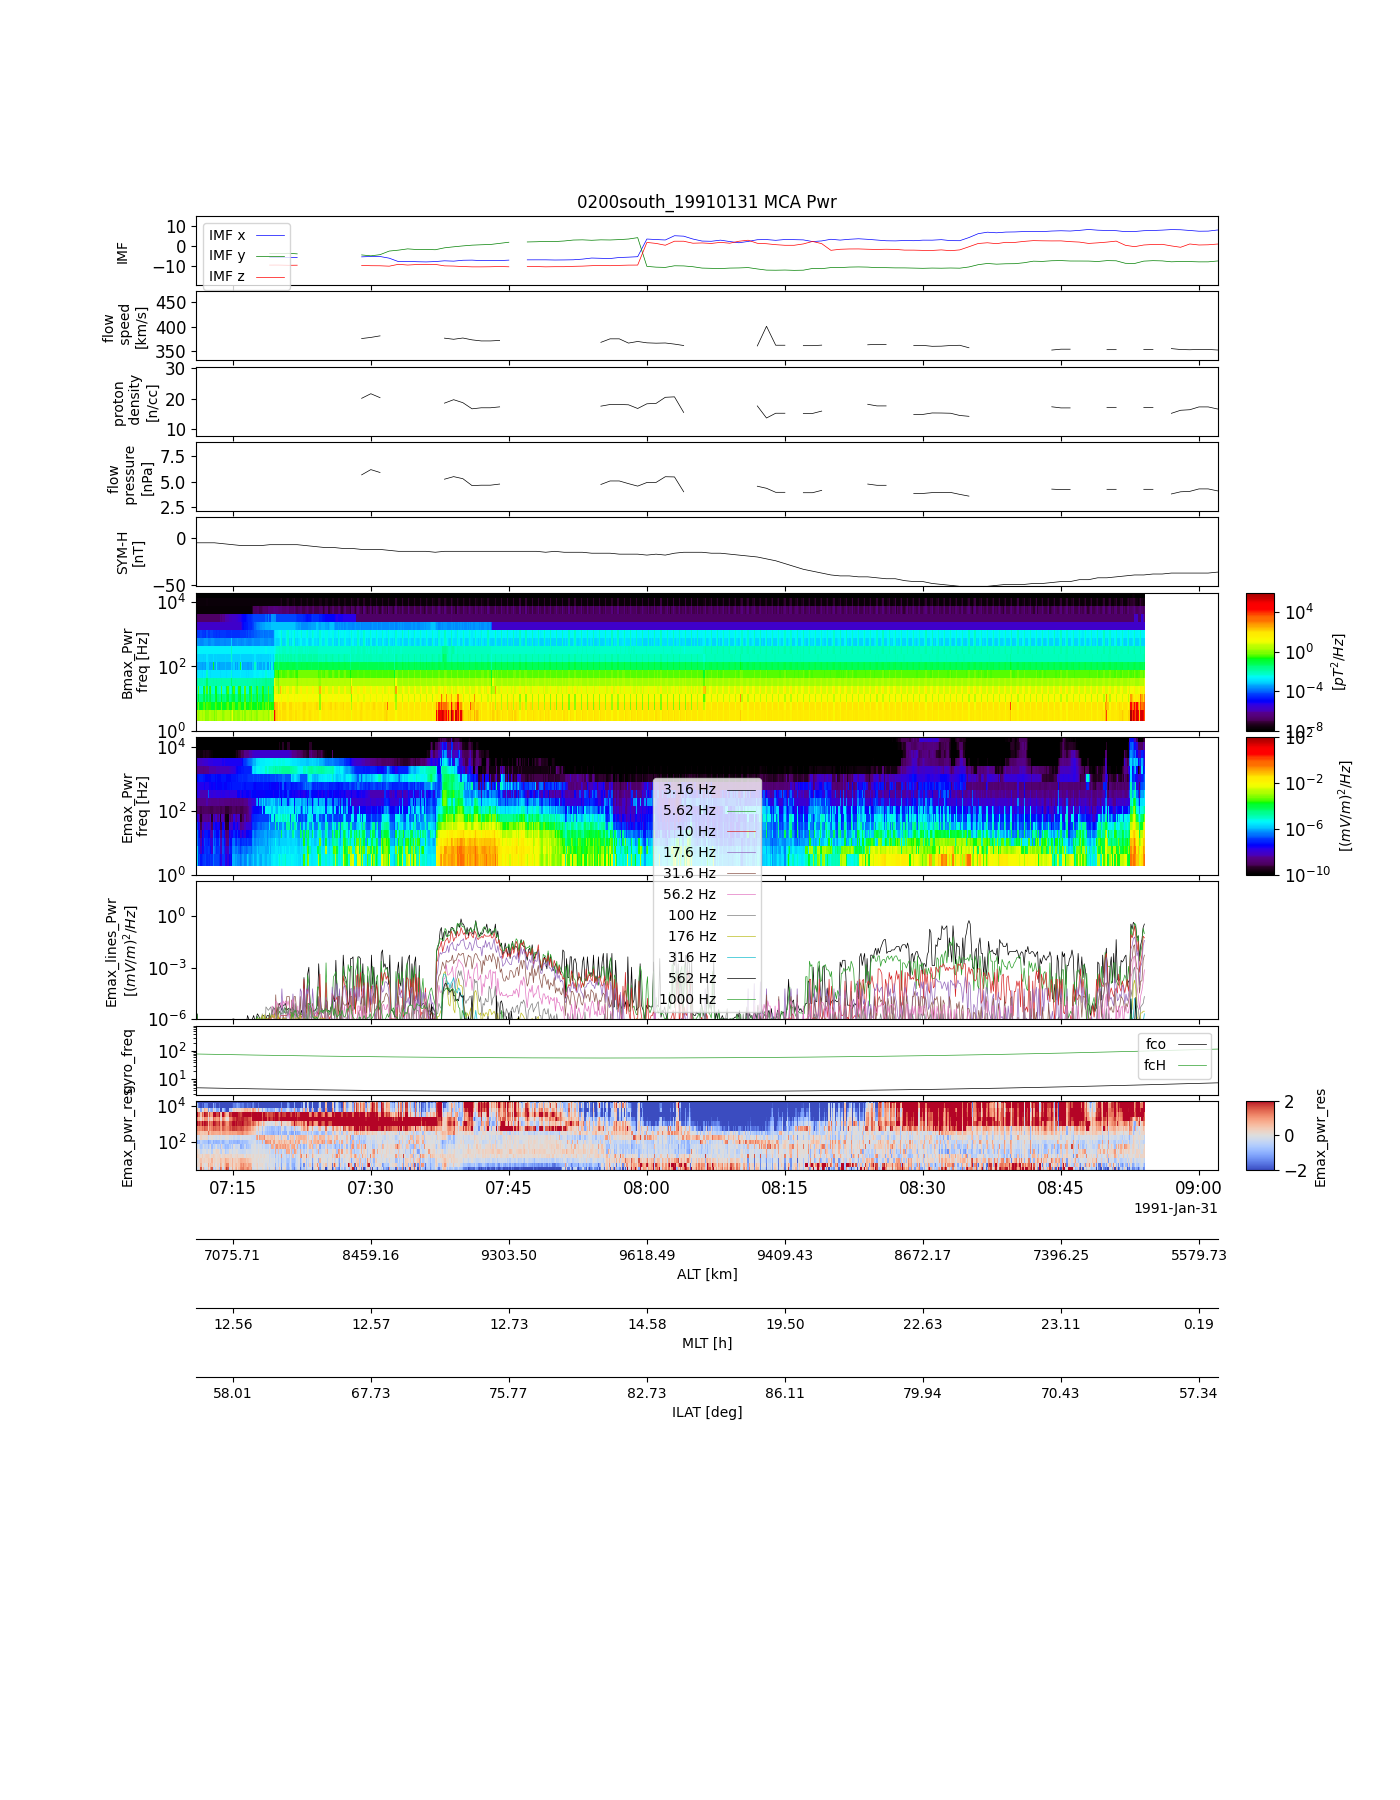 0200south_19910131 MCA Pwr
IMF
10
0
−10
IMF x
IMF y
IMF z
flow
speed
[km/s]
450
400
350
proton
density
[n/cc]
30
20
10
flow
pressure
[nPa]
7.5
5.0
2.5
SYM-H
[nT]
0
−50
Bmax_Pwr
freq [Hz]
10^4
10^2
10^0
10^4
10^0
10^−4
10^−8
[pT^2/Hz]
Emax_Pwr
freq [Hz]
10^4
10^2
10^0
10^2
10^−2
10^−6
10^−10
[(mV/m)^2/Hz]
3.16 Hz
5.62 Hz
10 Hz
17.6 Hz
31.6 Hz
56.2 Hz
100 Hz
176 Hz
316 Hz
562 Hz
1000 Hz
Emax_lines_Pwr
[(mV/m)^2/Hz]
10^0
10^−3
10^−6
gyro_freq
10^2
10^1
fco
fcH
Emax_pwr_res
10^4
10^2
2
0
−2
Emax_pwr_res
07:15 07:30 07:45 08:00 08:15 08:30 08:45 09:00
1991-Jan-31
7075.71 8459.16 9303.50 9618.49 9409.43 8672.17 7396.25 5579.73
ALT [km]
12.56 12.57 12.73 14.58 19.50 22.63 23.11 0.19
MLT [h]
58.01 67.73 75.77 82.73 86.11 79.94 70.43 57.34
ILAT [deg]